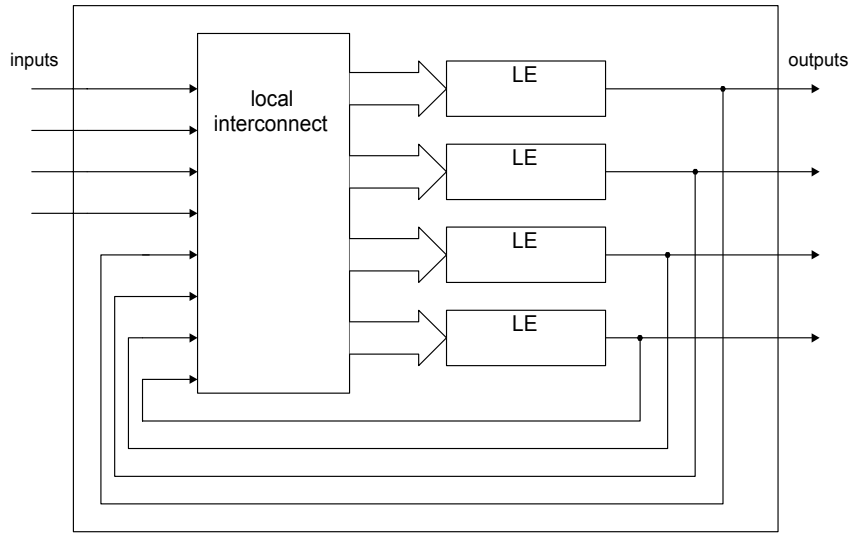 inputs
outputs
local
interconnect
LE
LE
LE
LE